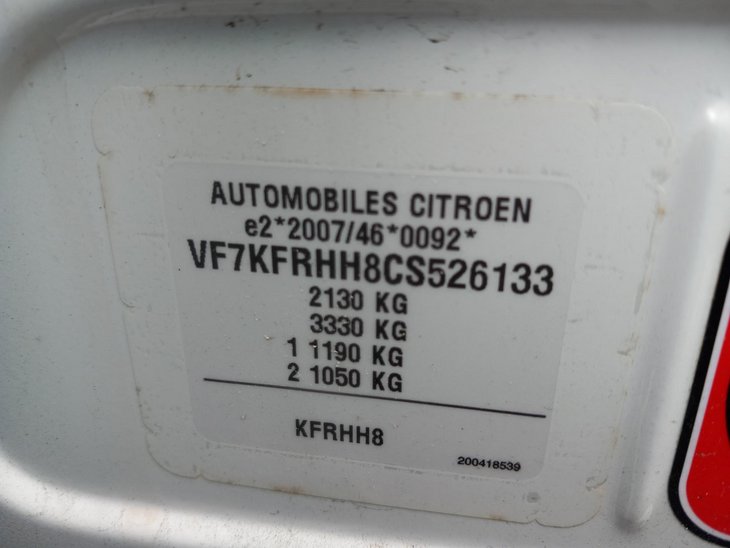 AUTOMOBILES CITROEN
e2*2007/46*0092*
VF7KFRHH8CS526133
2130 KG
3330 KG
1 1190 KG
2 1050 KG
KFRHH8
200418539